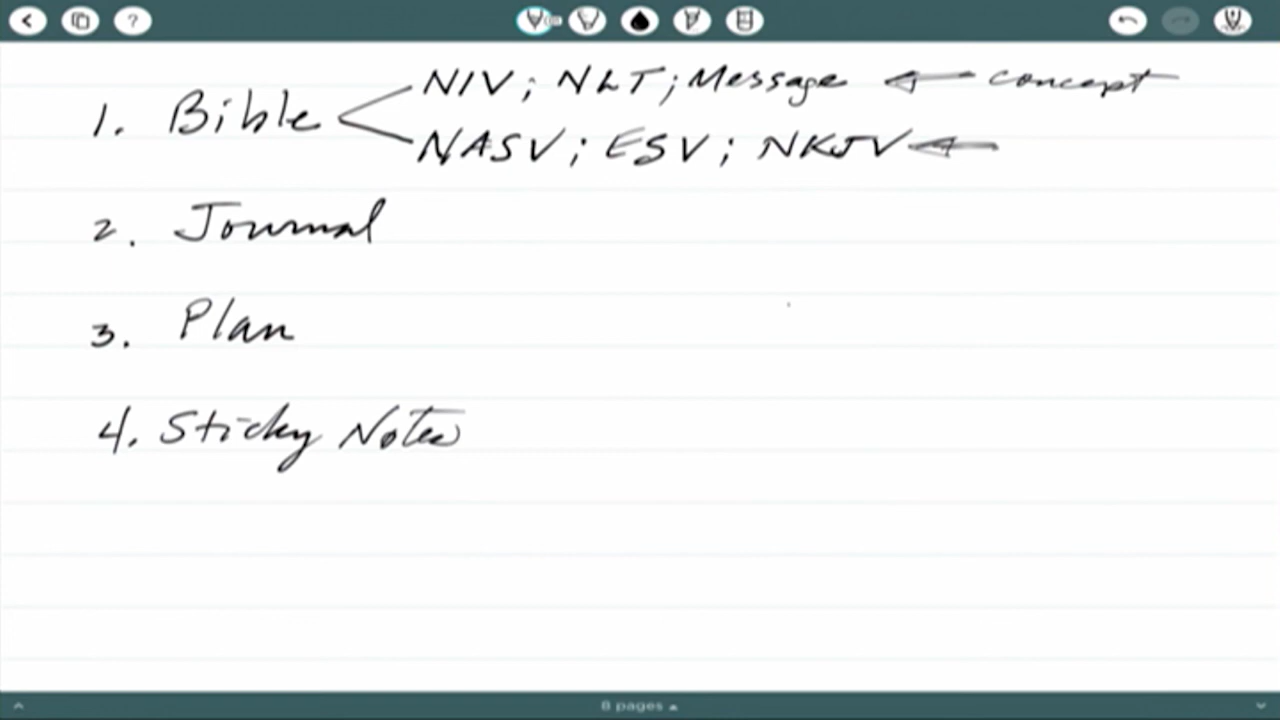 1. Bible < NIV; NLT; Message ← concept
NASV; ESV; NKJV ←
2. Journal
3. Plan
4. Sticky Notes
8 pages